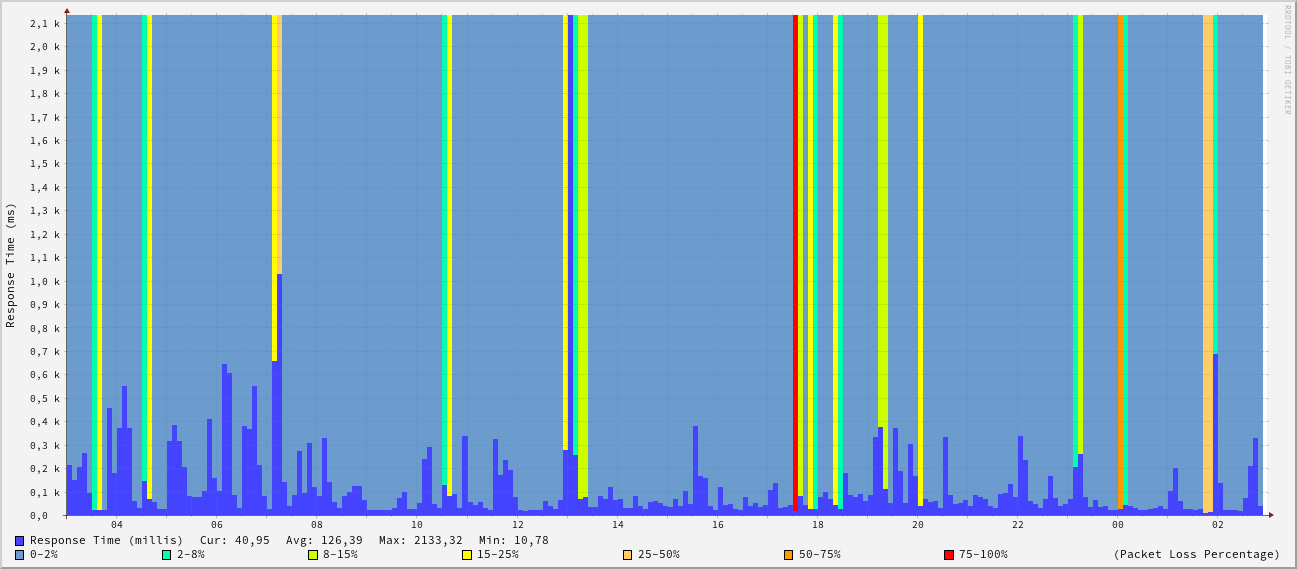 2,1 k
2,0 k
1,9 k
1,8 k
1,7 k
1,6 k
1,5 k
1,4 k
1,3 k
1,2 k
1,1 k
1,0 k
0,9 k
0,8 k
0,7 k
0,6 k
0,5 k
0,4 k
0,3 k
0,2 k
0,1 k
0,0
Response Time (ms)
RRDTOOL / TOBI OETIKER
04 06 08 10 12 14 16 18 20 22 00 02
Response Time (millis) Cur: 40,95 Avg: 126,39 Max: 2133,32 Min: 10,78
0-2% 2-8% 8-15% 15-25% 25-50% 50-75% 75-100% (Packet Loss Percentage)